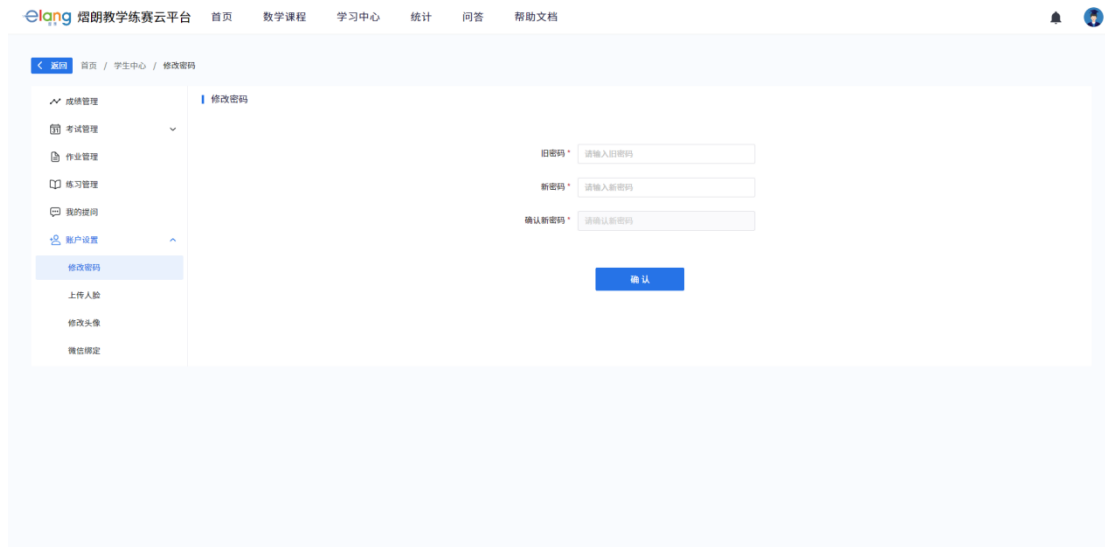 elang 熠朗教学练赛云平台 首页 数学课程 学习中心 统计 问答 帮助文档
返回 首页 / 学生中心 / 修改密码
成绩管理
考试管理
作业管理
练习管理
我的提问
账户设置
修改密码
上传人脸
修改头像
微信绑定
修改密码
旧密码 * 请输入旧密码
新密码 * 请输入新密码
确认新密码 * 请确认新密码
确认